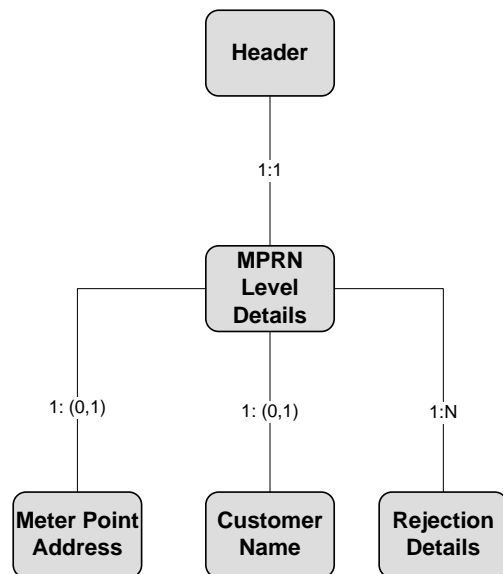 Header
1:1
MPRN
Level
Details
1: (0,1)
1: (0,1)
1:N
Meter Point
Address
Customer
Name
Rejection
Details